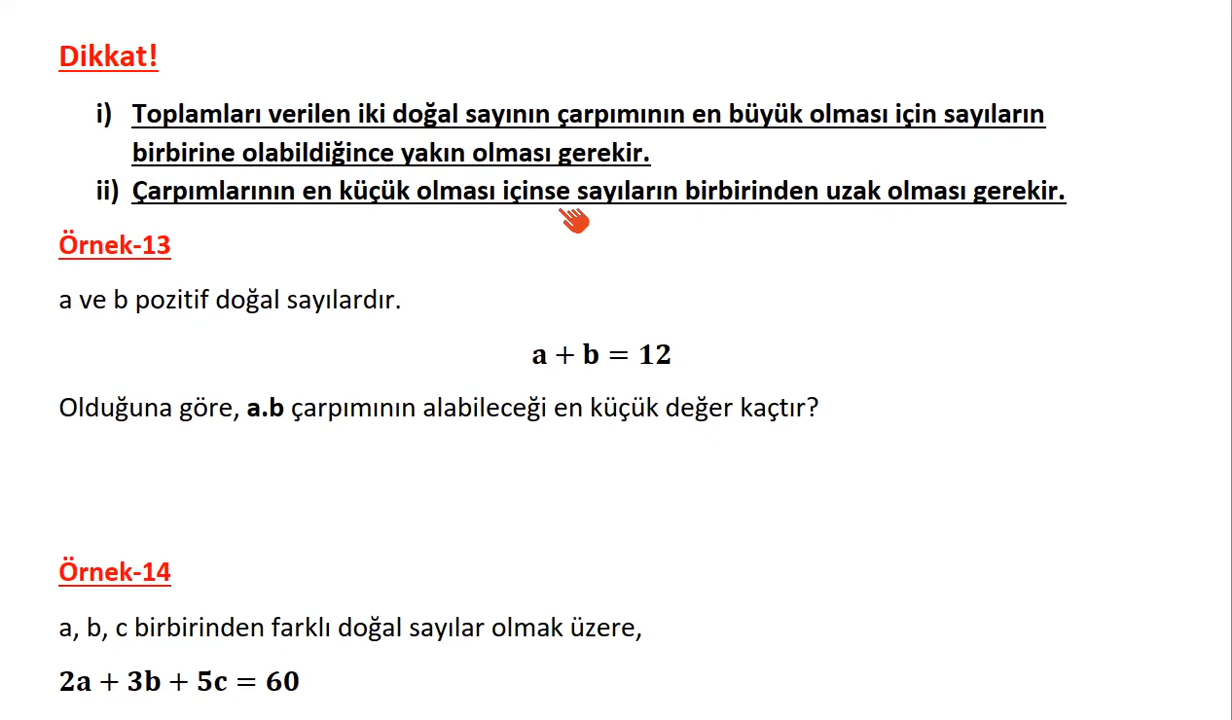 Dikkat!
i) Toplamları verilen iki doğal sayının çarpımının en büyük olması için sayıların
birbirine olabildiğince yakın olması gerekir.
ii) Çarpımlarının en küçük olması içinse sayıların birbirinden uzak olması gerekir.
Örnek-13
a ve b pozitif doğal sayılardır.
a + b = 12
Olduğuna göre, a.b çarpımının alabileceği en küçük değer kaçtır?
Örnek-14
a, b, c birbirinden farklı doğal sayılar olmak üzere,
2a + 3b + 5c = 60